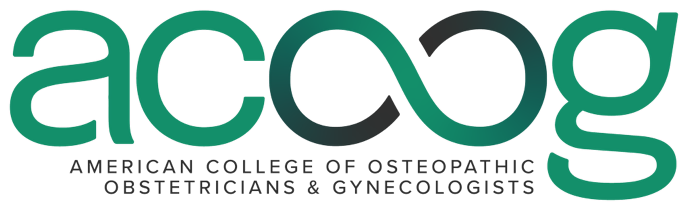 acoog
AMERICAN COLLEGE OF OSTEOPATHIC
OBSTETRICIANS & GYNECOLOGISTS